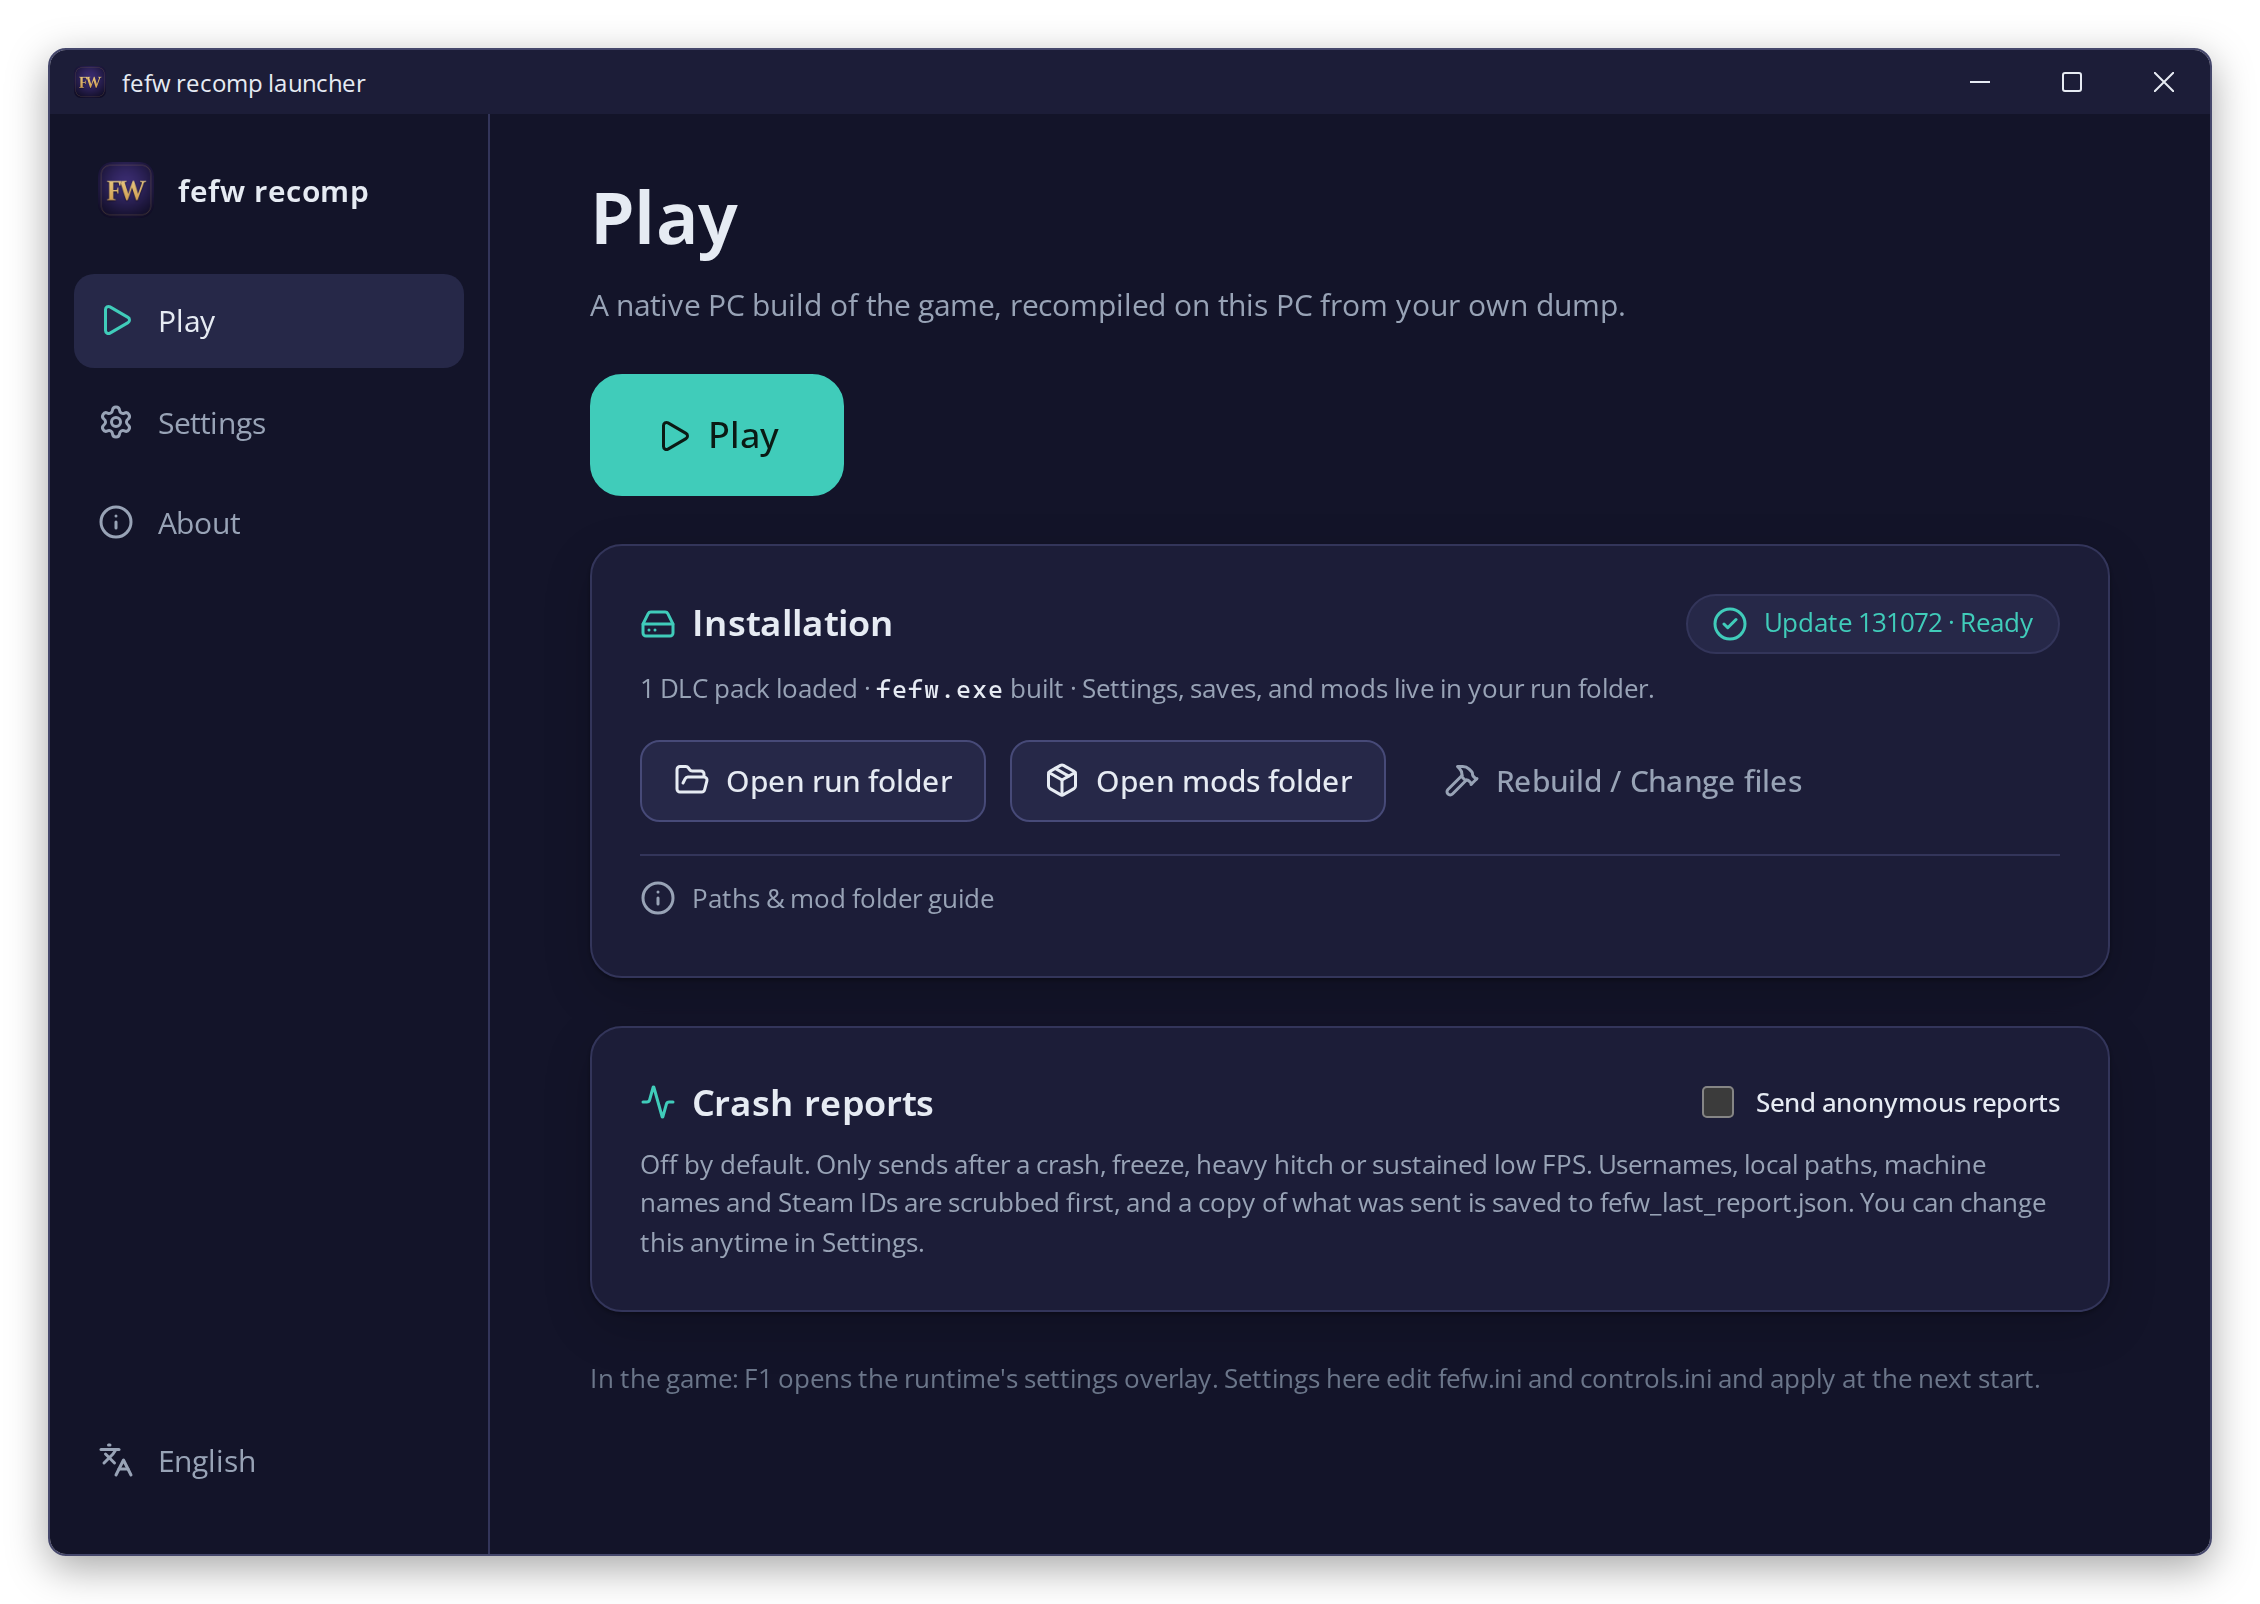 FW fefw recomp launcher
FW fefw recomp
Play
Settings
About
English
Play
A native PC build of the game, recompiled on this PC from your own dump.
Play
Installation
Update 131072 · Ready
1 DLC pack loaded · fefw.exe built · Settings, saves, and mods live in your run folder.
Open run folder
Open mods folder
Rebuild / Change files
Paths & mod folder guide
Crash reports
Send anonymous reports
Off by default. Only sends after a crash, freeze, heavy hitch or sustained low FPS. Usernames, local paths, machine
names and Steam IDs are scrubbed first, and a copy of what was sent is saved to fefw_last_report.json. You can change
this anytime in Settings.
In the game: F1 opens the runtime's settings overlay. Settings here edit fefw.ini and controls.ini and apply at the next start.